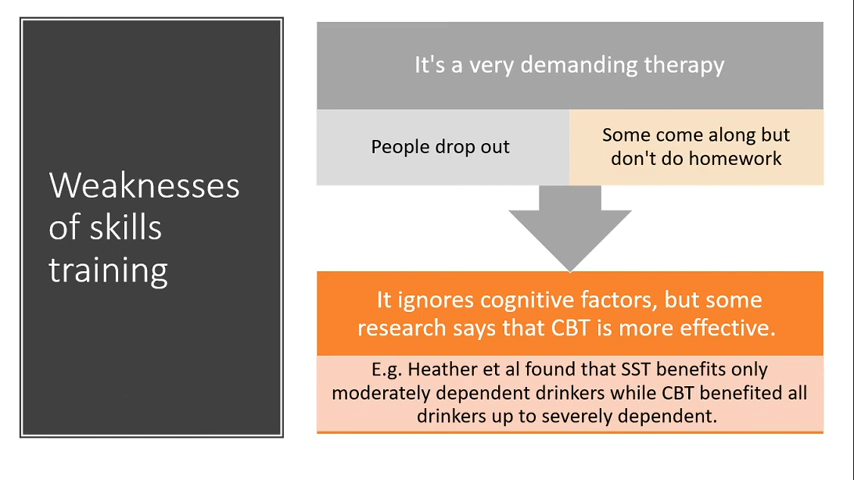 Weaknesses
of skills
training
It's a very demanding therapy
People drop out
Some come along but
don't do homework
It ignores cognitive factors, but some
research says that CBT is more effective.
E.g. Heather et al found that SST benefits only
moderately dependent drinkers while CBT benefited all
drinkers up to severely dependent.